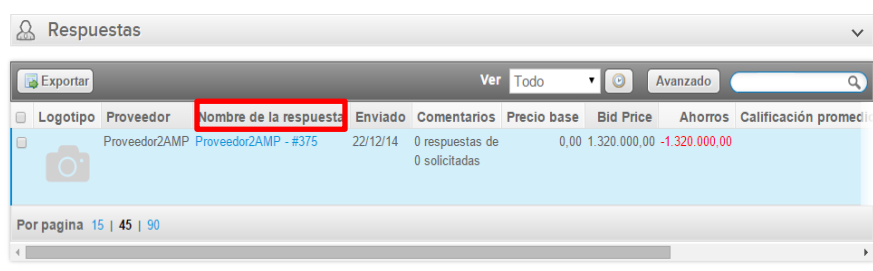 Respuestas
Exportar Ver Todo Avanzado
Logotipo Proveedor Nombre de la respuesta Enviado Comentarios Precio base Bid Price Ahorros Calificación promedic
Proveedor2AMP Proveedor2AMP - #375 22/12/14 0 respuestas de 0,00 1.320.000,00 -1.320.000,00
0 solicitadas
Por pagina 15 | 45 | 90